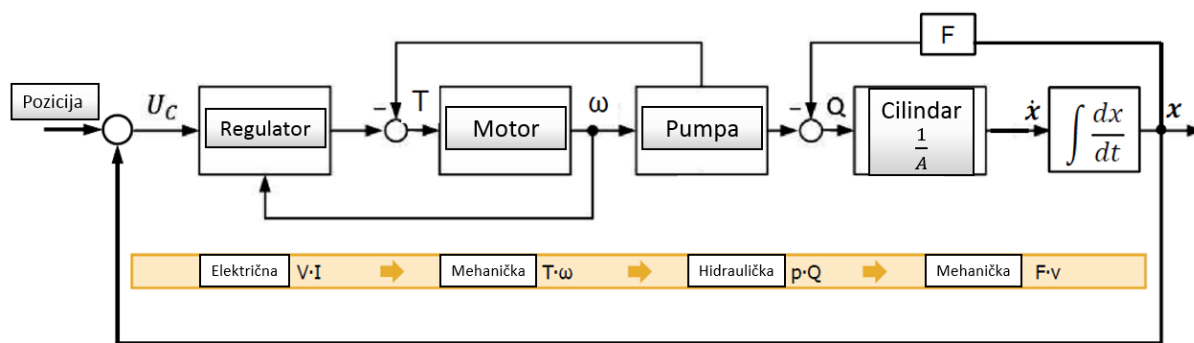 F
Pozicija
U_C
Regulator
−
T
Motor
ω
Pumpa
−
Q
Cilindar
1/A
ẋ
∫ dx/dt
x
Električna V·I
Mehanička T·ω
Hidraulička p·Q
Mehanička F·v